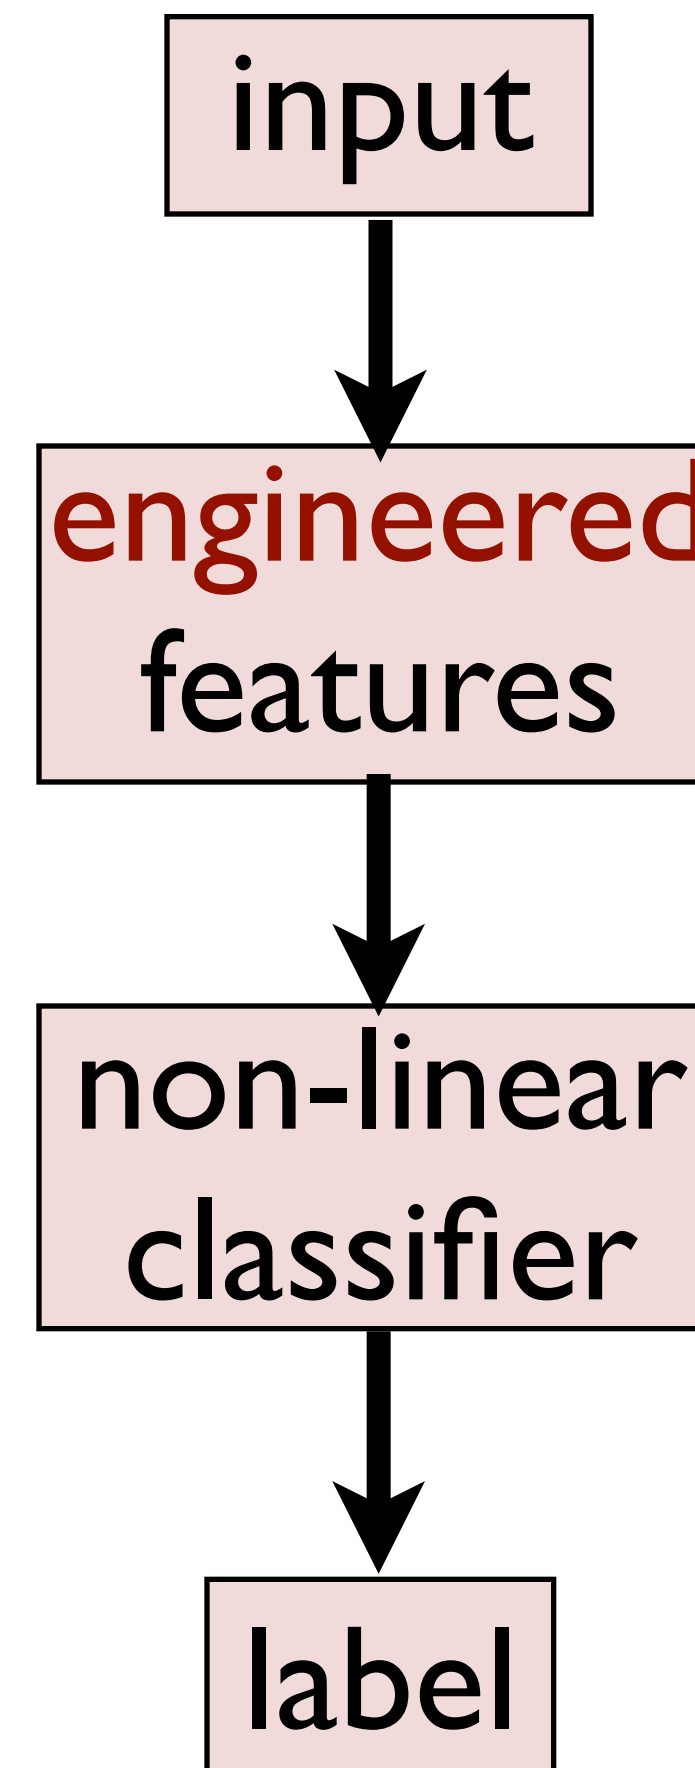 input
engineered
features
non-linear
classifier
label